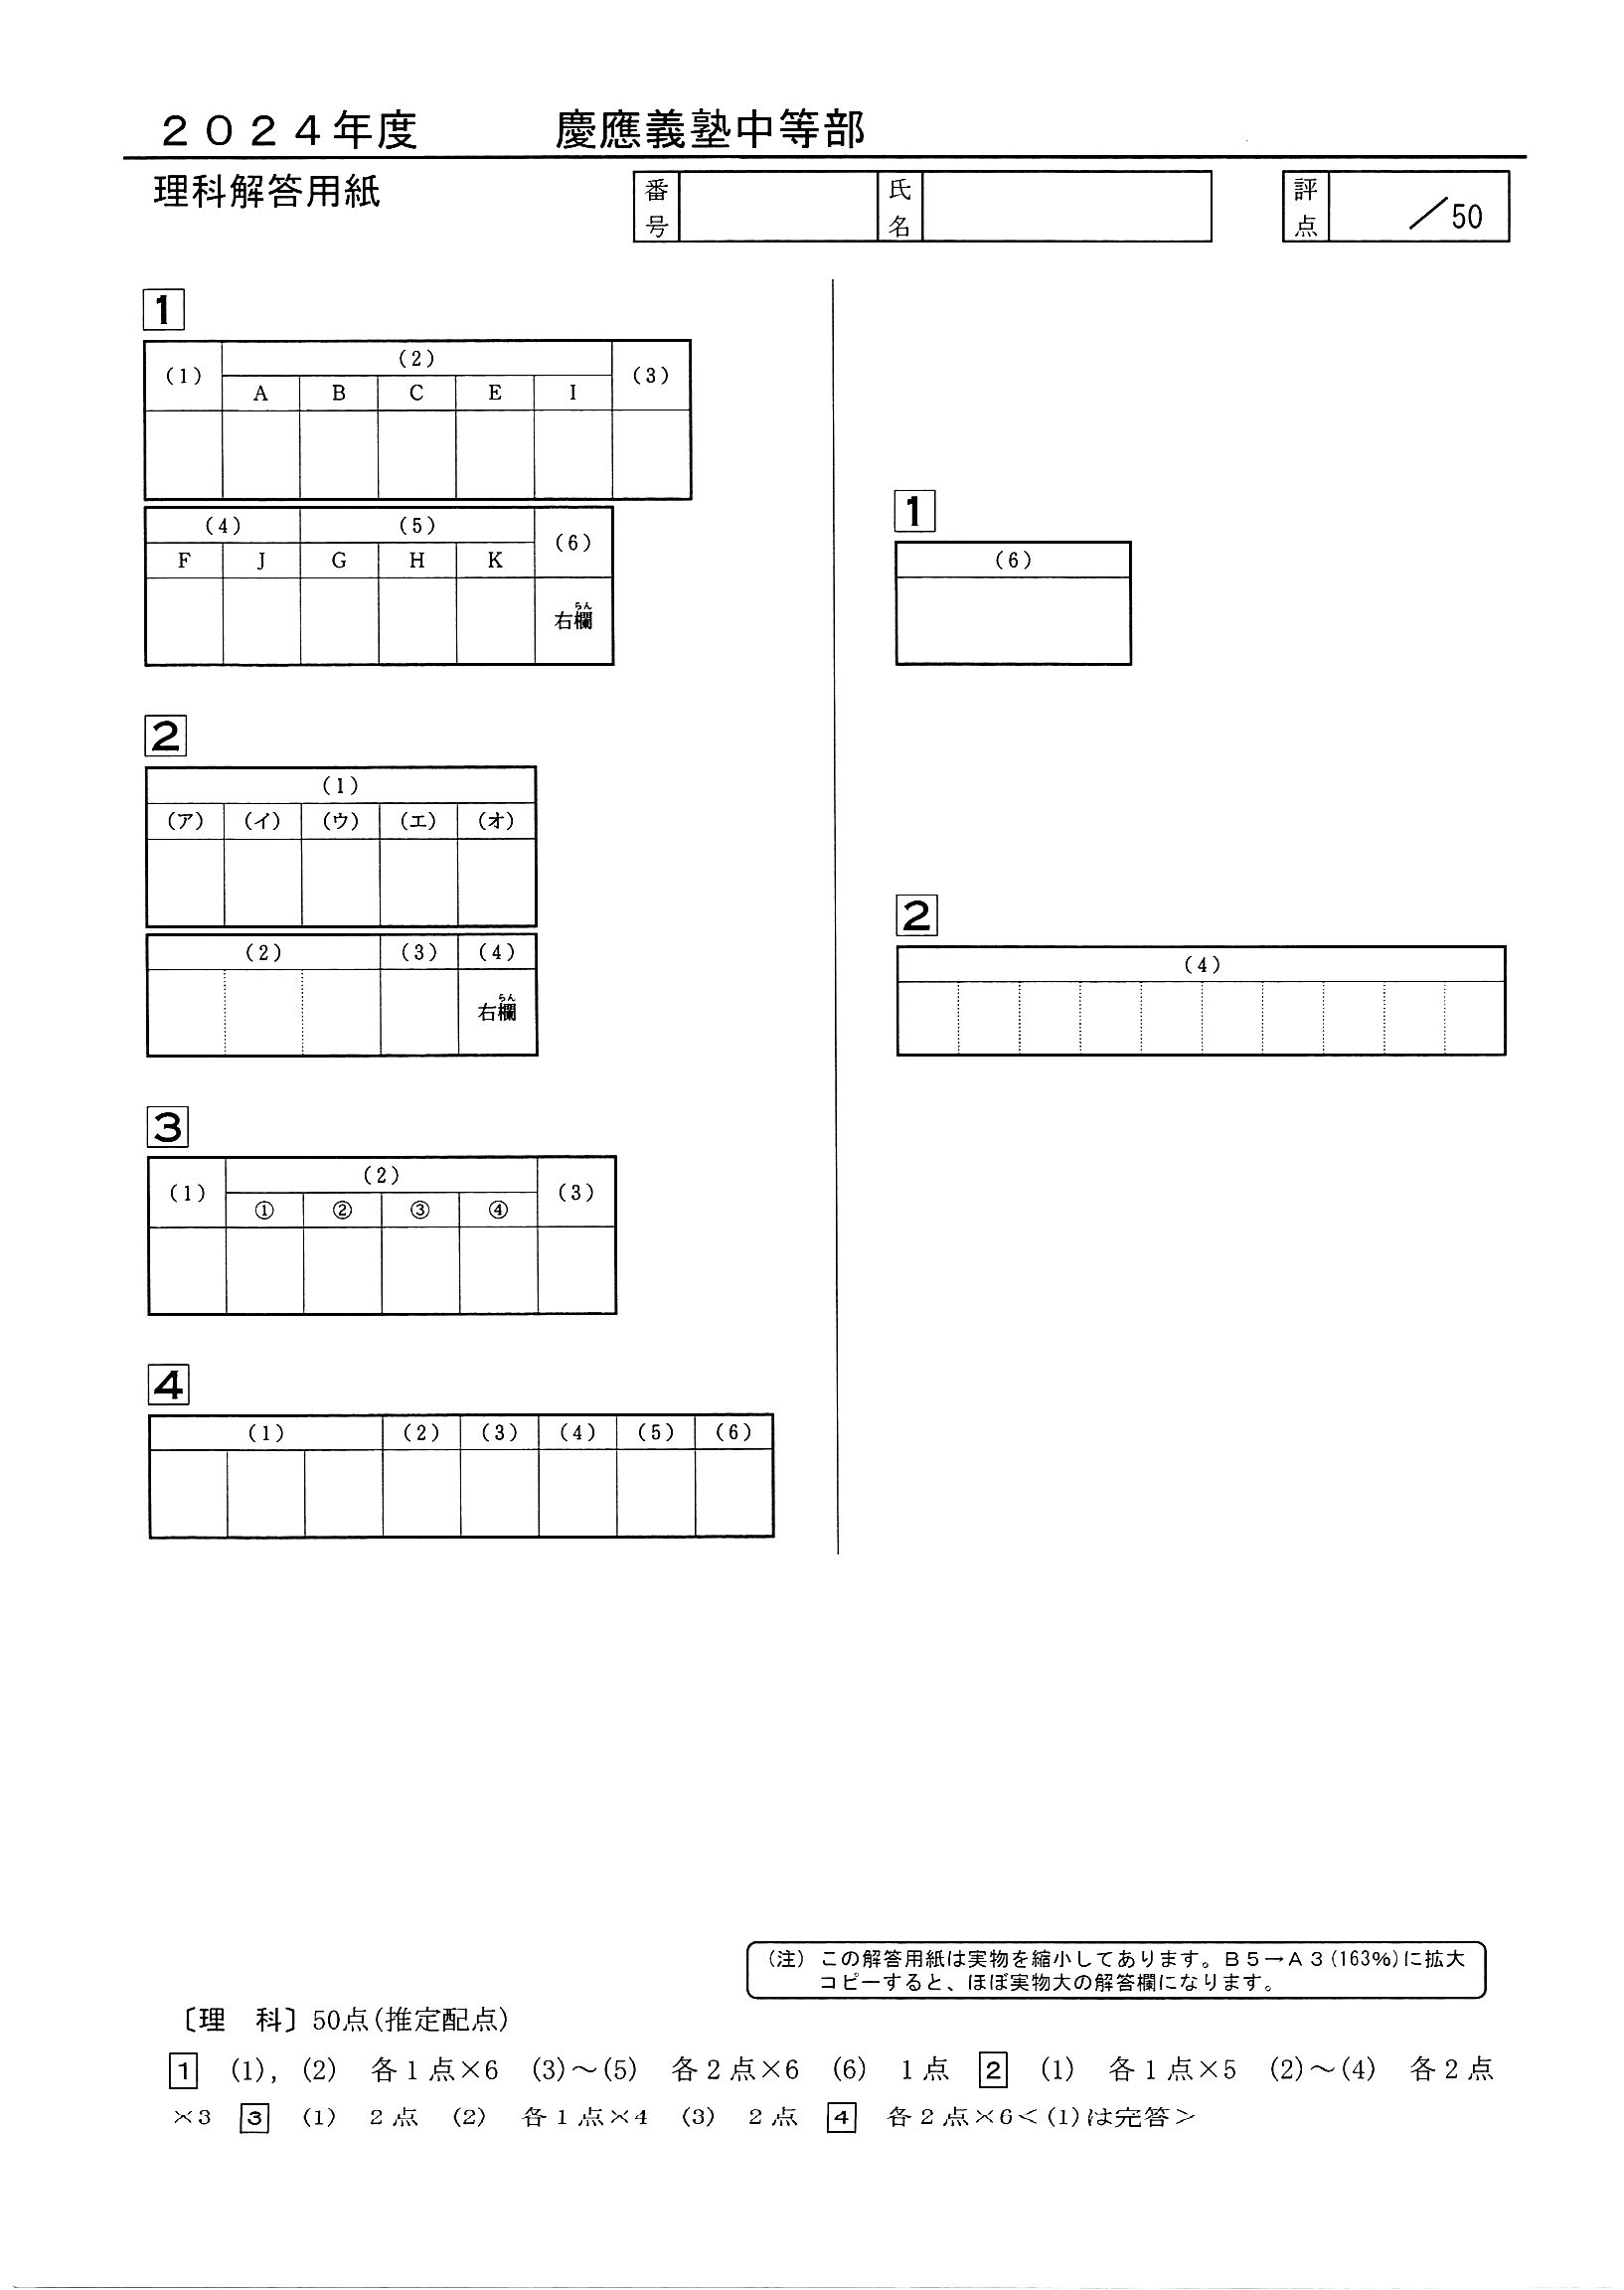 2024年度 慶應義塾中等部
理科解答用紙
番号
氏名
評点
／50
1
(1) (2) (3)
A B C E I
(4) (5) (6)
F J G H K
右欄
らん
1
(6)
2
(1)
(ア) (イ) (ウ) (エ) (オ)
(2) (3) (4)
右欄
らん
2
(4)
3
(1) (2) (3)
① ② ③ ④
4
(1) (2) (3) (4) (5) (6)
（注）この解答用紙は実物を縮小してあります。Ｂ５→Ａ３(163%)に拡大
コピーすると、ほぼ実物大の解答欄になります。
〔理　科〕50点(推定配点)
1 (1)，(2) 各１点×6 (3)～(5) 各２点×6 (6) １点 2 (1) 各１点×5 (2)～(4) 各２点
×3 3 (1) ２点 (2) 各１点×4 (3) ２点 4 各２点×6＜(1)は完答＞